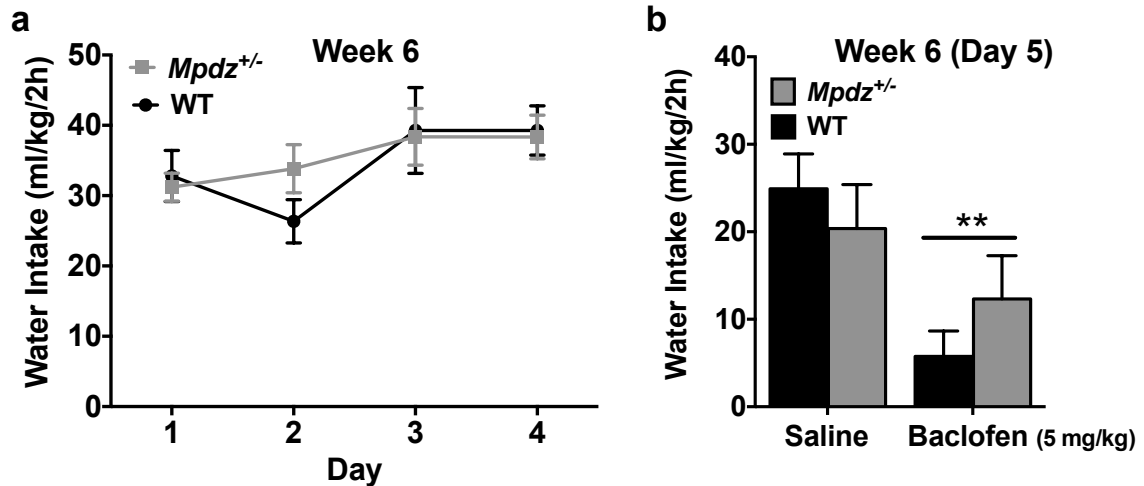 a
Week 6
Mpdz+/-
WT
Water Intake (ml/kg/2h)
50
40
30
20
10
0
1 2 3 4
Day
b
Week 6 (Day 5)
Mpdz+/-
WT
Water Intake (ml/kg/2h)
40
30
20
10
0
**
Saline Baclofen (5 mg/kg)